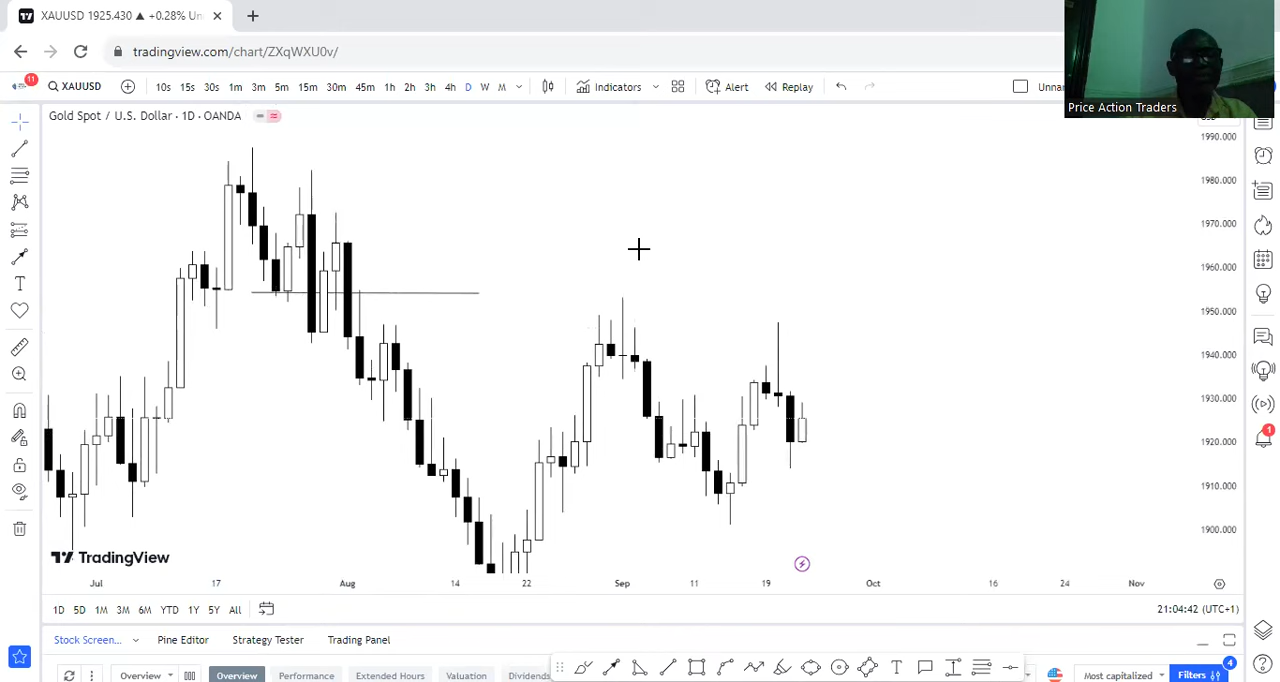 XAUUSD 1925.430 ▲ +0.28% Un
tradingview.com/chart/ZXqWXU0v/
11
XAUUSD
10s 15s 30s 1m 3m 5m 15m 30m 45m 1h 2h 3h 4h D W M
Indicators
Alert
Replay
Unnam
Price Action Traders
Gold Spot / U.S. Dollar · 1D · OANDA
1990.000
1980.000
1970.000
1960.000
1950.000
1940.000
1930.000
1920.000
1910.000
1900.000
1
TradingView
Jul 17 Aug 14 22 Sep 11 19 Oct 16 24 Nov
1D 5D 1M 3M 6M YTD 1Y 5Y All
21:04:42 (UTC+1)
Stock Screen... Pine Editor Strategy Tester Trading Panel
Overview
Overview Performance Extended Hours Valuation Dividends
Most capitalized
Filters
4